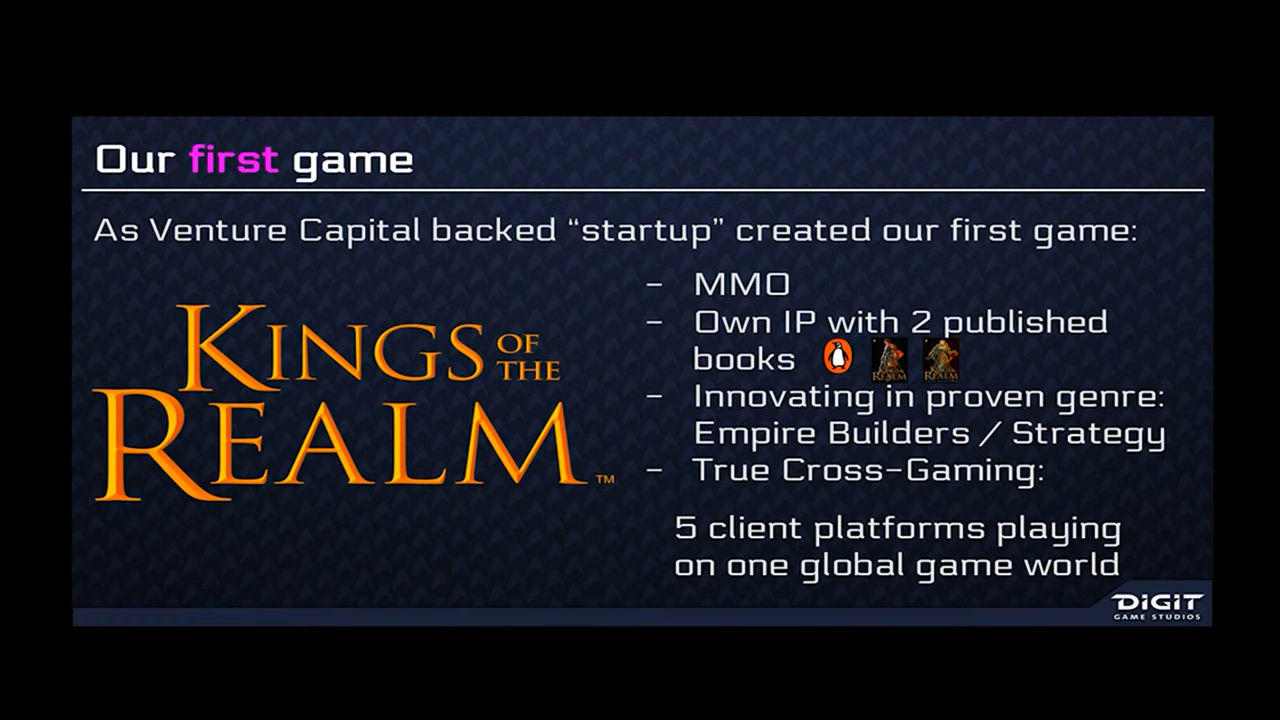 Our first game
As Venture Capital backed “startup” created our first game:
KINGS OF THE
REALM™
- MMO
- Own IP with 2 published
books
- Innovating in proven genre:
Empire Builders / Strategy
- True Cross-Gaming:
5 client platforms playing
on one global game world
DIGIT
GAME STUDIOS